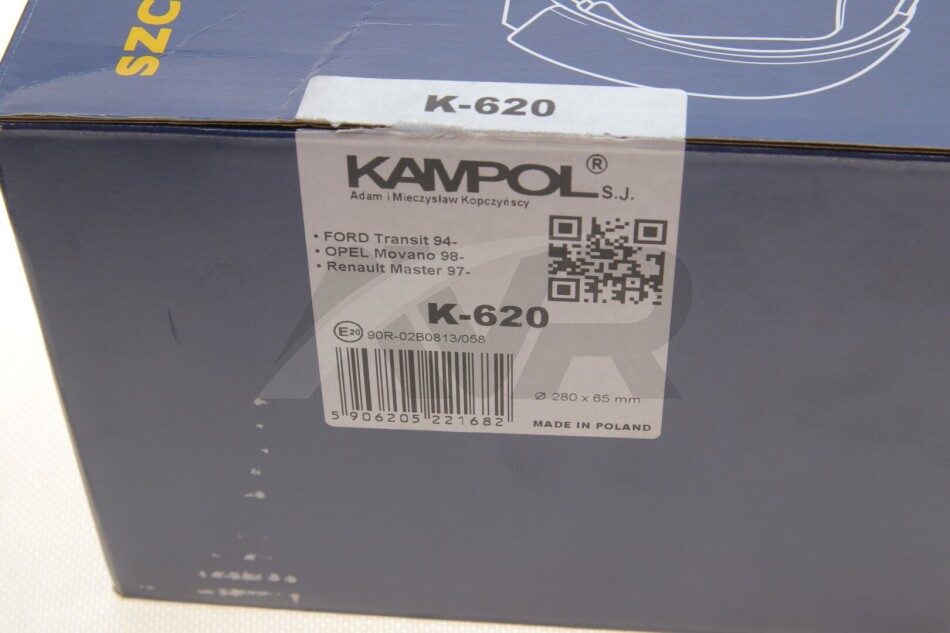 SZC
K-620
KAMPOL® S.J.
Adam i Mieczysław Kopczyńscy
• FORD Transit 94-
• OPEL Movano 98-
• Renault Master 97-
K-620
E20 90R-02B0813/058
Ø 280 x 65 mm
5 906205 221682
MADE IN POLAND